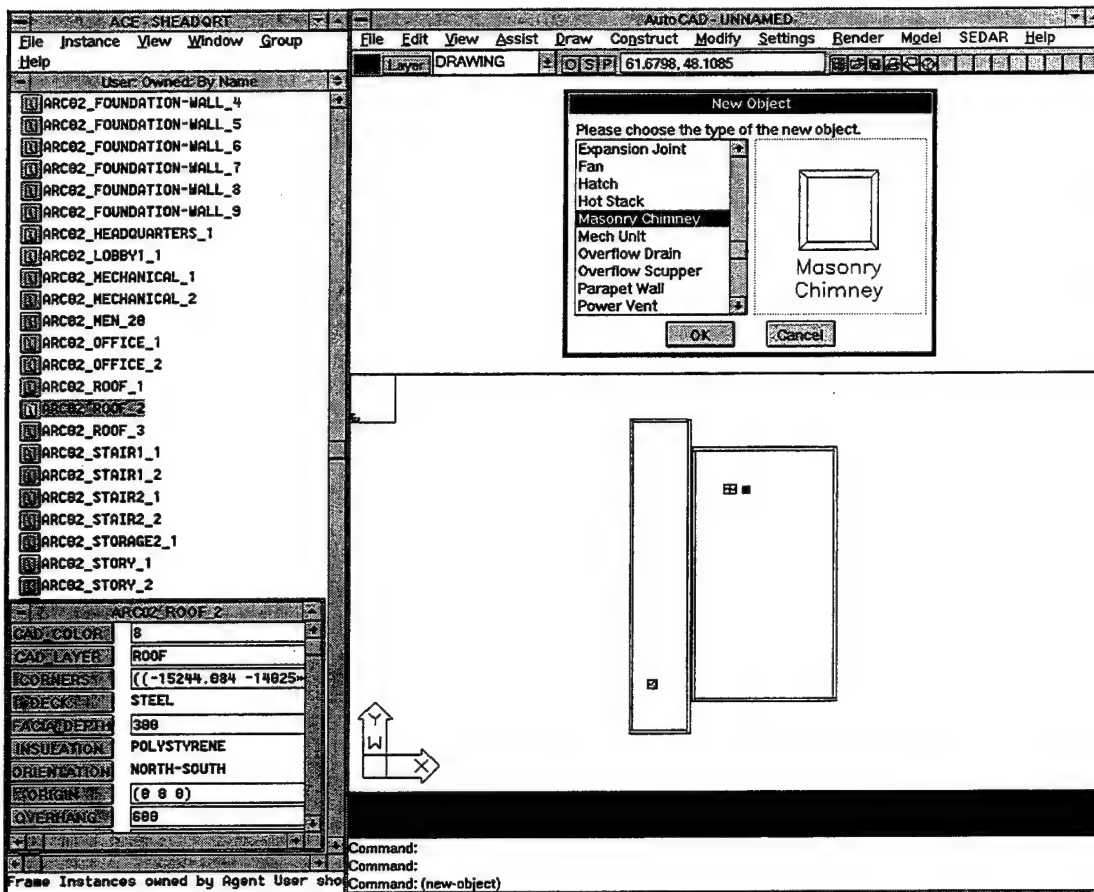 ACE - SHEADQRT
File Instance View Window Group
Help
User: Owned: By Name
ARC02_FOUNDATION-WALL_4
ARC02_FOUNDATION-WALL_5
ARC02_FOUNDATION-WALL_6
ARC02_FOUNDATION-WALL_7
ARC02_FOUNDATION-WALL_8
ARC02_FOUNDATION-WALL_9
ARC02_HEADQUARTERS_1
ARC02_LOBBY1_1
ARC02_MECHANICAL_1
ARC02_MECHANICAL_2
ARC02_MEN_20
ARC02_OFFICE_1
ARC02_OFFICE_2
ARC02_ROOF_1
ARC02_ROOF_2
ARC02_ROOF_3
ARC02_STAIR1_1
ARC02_STAIR1_2
ARC02_STAIR2_1
ARC02_STAIR2_2
ARC02_STORAGE2_1
ARC02_STORY_1
ARC02_STORY_2
ARC02_ROOF_2
CAD_COLOR 8
CAD_LAYER ROOF
CORNERS ((-15244.084 -14025
DECK STEEL
FACIA_DEPTH 300
INSULATION POLYSTYRENE
ORIENTATION NORTH-SOUTH
ORIGIN (0 0 0)
OVERHANG 600
Frame Instances owned by Agent User sho
AutoCAD - UNNAMED
File Edit View Assist Draw Construct Modify Settings Render Model SEDAR Help
Layer DRAWING O S P 61.6798, 48.1085
New Object
Please choose the type of the new object.
Expansion Joint
Fan
Hatch
Hot Stack
Masonry Chimney
Mech Unit
Overflow Drain
Overflow Scupper
Parapet Wall
Power Vent
Masonry
Chimney
OK Cancel
Y
W
X
Command:
Command:
Command: (new-object)